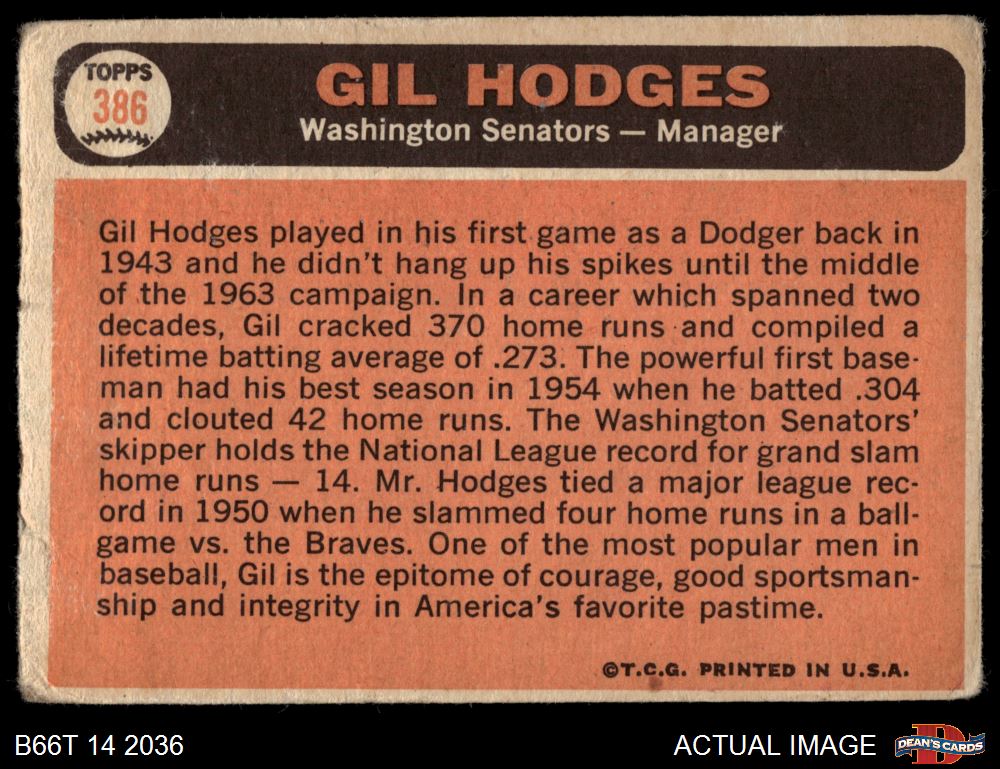 TOPPS
386
GIL HODGES
Washington Senators — Manager
Gil Hodges played in his first game as a Dodger back in
1943 and he didn't hang up his spikes until the middle
of the 1963 campaign. In a career which spanned two
decades, Gil cracked 370 home runs and compiled a
lifetime batting average of .273. The powerful first base-
man had his best season in 1954 when he batted .304
and clouted 42 home runs. The Washington Senators'
skipper holds the National League record for grand slam
home runs — 14. Mr. Hodges tied a major league rec-
ord in 1950 when he slammed four home runs in a ball-
game vs. the Braves. One of the most popular men in
baseball, Gil is the epitome of courage, good sportsman-
ship and integrity in America's favorite pastime.
©T.C.G. PRINTED IN U.S.A.
B66T 14 2036
ACTUAL IMAGE
D
DEAN'S CARDS